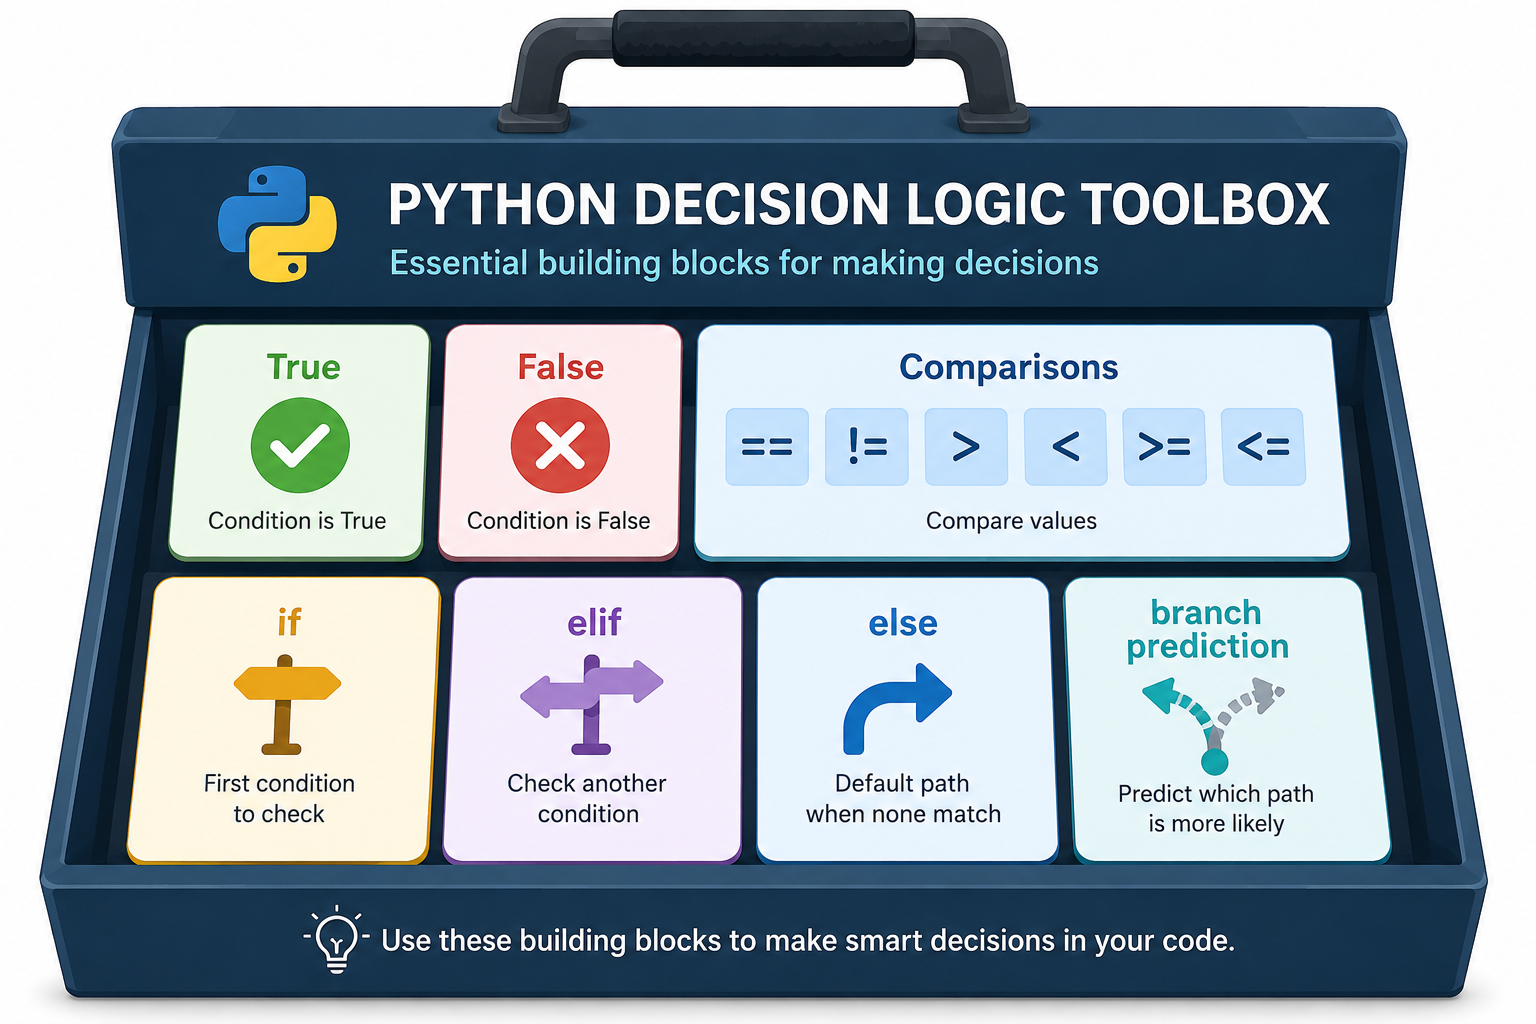 PYTHON DECISION LOGIC TOOLBOX
Essential building blocks for making decisions
True
Condition is True
False
Condition is False
Comparisons
== != > < >= <=
Compare values
if
First condition
to check
elif
Check another
condition
else
Default path
when none match
branch
prediction
Predict which path
is more likely
Use these building blocks to make smart decisions in your code.